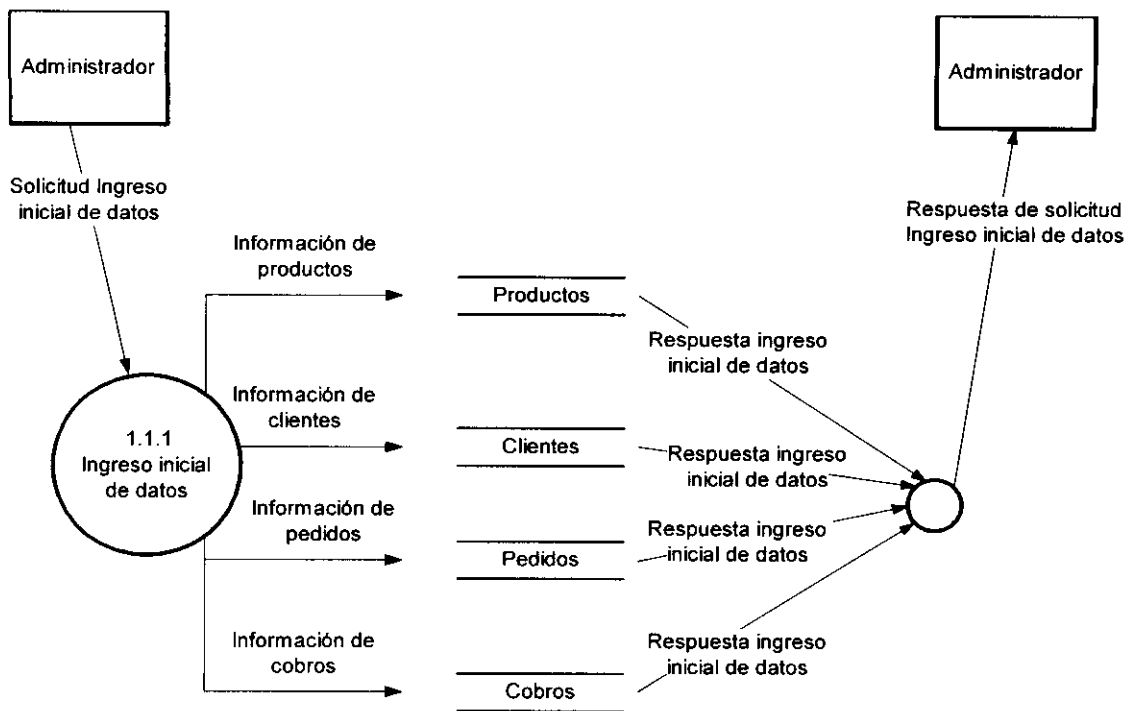 Administrador
Administrador
Solicitud Ingreso
inicial de datos
Respuesta de solicitud
Ingreso inicial de datos
Información de
productos
Productos
Respuesta ingreso
inicial de datos
Información de
clientes
1.1.1
Ingreso inicial
de datos
Clientes
Respuesta ingreso
inicial de datos
Información de
pedidos
Pedidos
Respuesta ingreso
inicial de datos
Información de
cobros
Cobros
Respuesta ingreso
inicial de datos